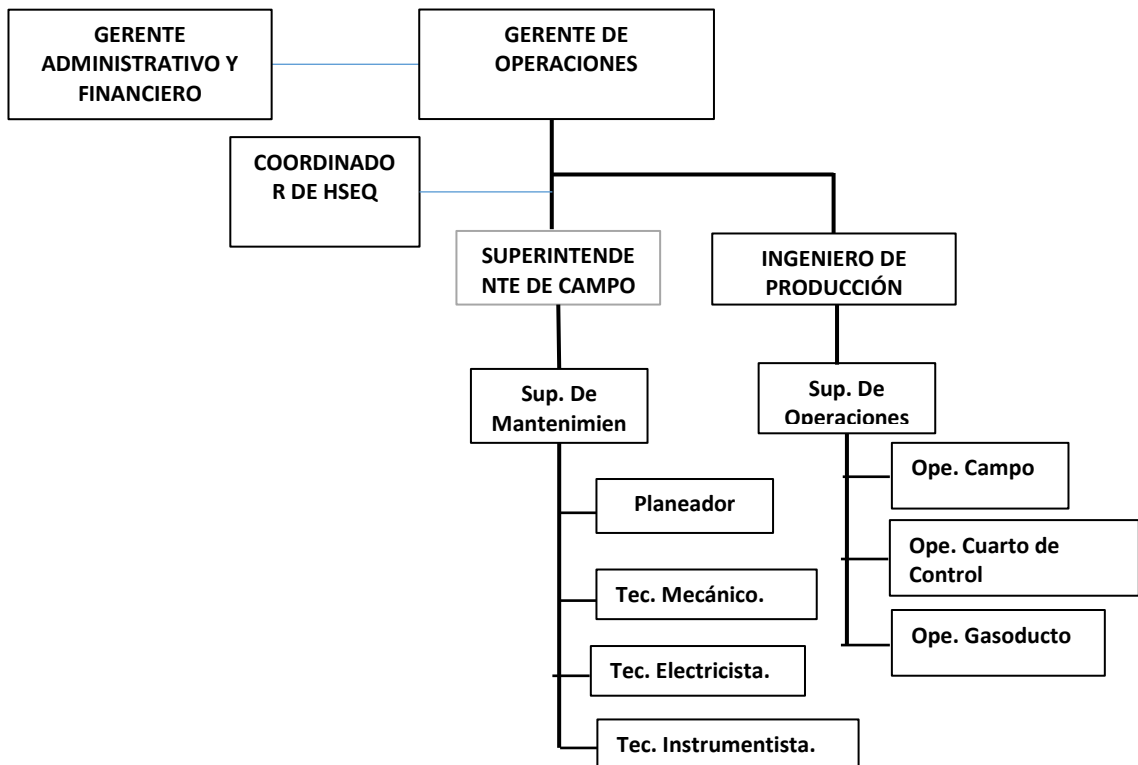 GERENTE
ADMINISTRATIVO Y
FINANCIERO
GERENTE DE
OPERACIONES
COORDINADO
R DE HSEQ
SUPERINTENDE
NTE DE CAMPO
INGENIERO DE
PRODUCCIÓN
Sup. De
Mantenimien
Sup. De
Operaciones
Planeador
Tec. Mecánico.
Tec. Electricista.
Tec. Instrumentista.
Ope. Campo
Ope. Cuarto de
Control
Ope. Gasoducto